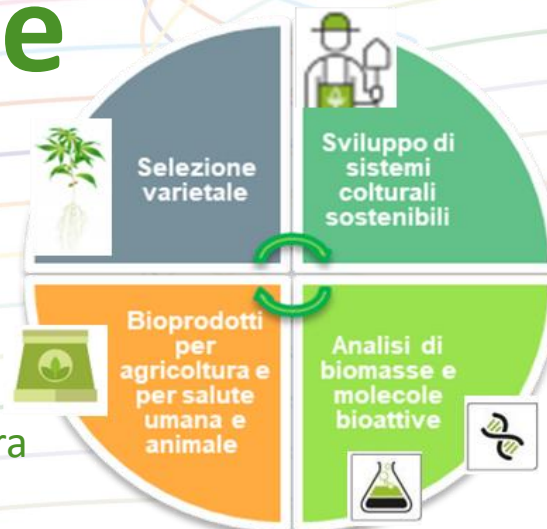 e
Selezione
varietale
Sviluppo di
sistemi
colturali
sostenibili
Bioprodotti
per
agricoltura e
per salute
umana e
animale
Analisi di
biomasse e
molecole
bioattive
ra